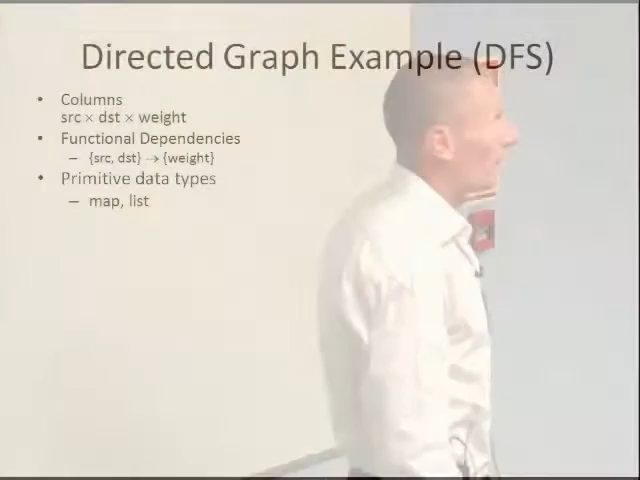 Directed Graph Example (DFS)
• Columns
src × dst × weight
• Functional Dependencies
– {src, dst} → {weight}
• Primitive data types
– map, list